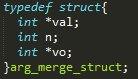 typedef struct{
  int *val;
  int n;
  int *vo;
}arg_merge_struct;